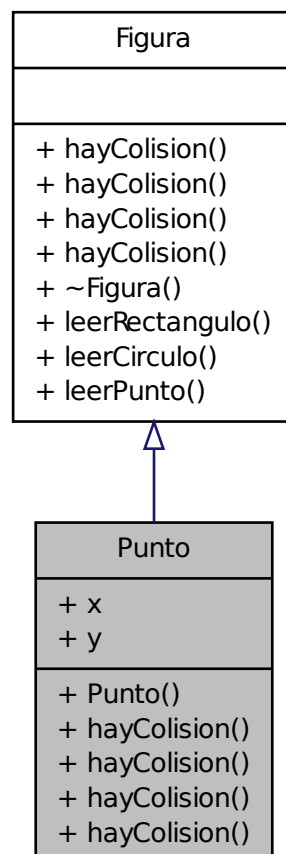 Figura
+ hayColision()
+ hayColision()
+ hayColision()
+ hayColision()
+ ~Figura()
+ leerRectangulo()
+ leerCirculo()
+ leerPunto()
Punto
+ x
+ y
+ Punto()
+ hayColision()
+ hayColision()
+ hayColision()
+ hayColision()